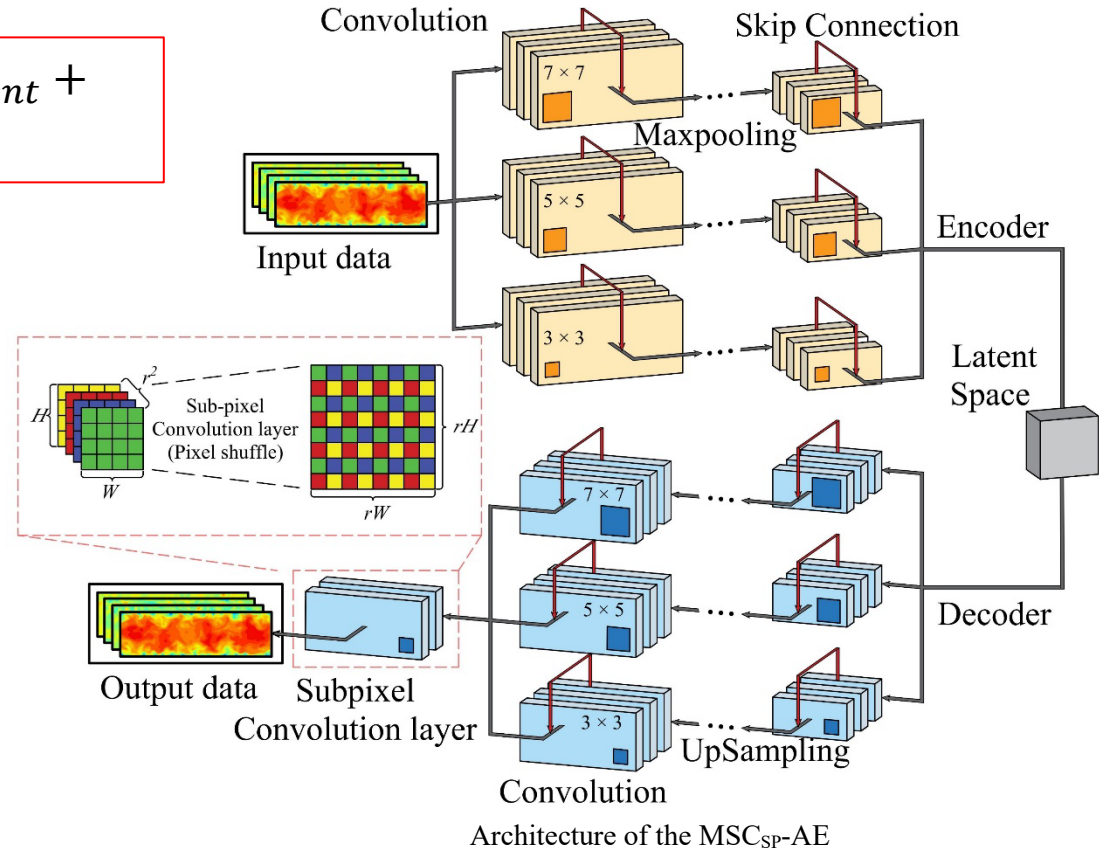 nt +
Convolution
Skip Connection
7 × 7
Maxpooling
5 × 5
Encoder
Input data
3 × 3
Latent
Space
H
r²
W
Sub-pixel
Convolution layer
(Pixel shuffle)
rH
rW
7 × 7
5 × 5
Decoder
Output data
Subpixel
Convolution layer
3 × 3
UpSampling
Convolution
Architecture of the MSC_SP-AE